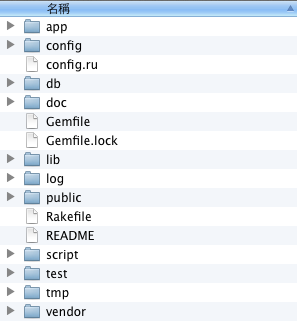 名稱
app
config
config.ru
db
doc
Gemfile
Gemfile.lock
lib
log
public
Rakefile
README
script
test
tmp
vendor